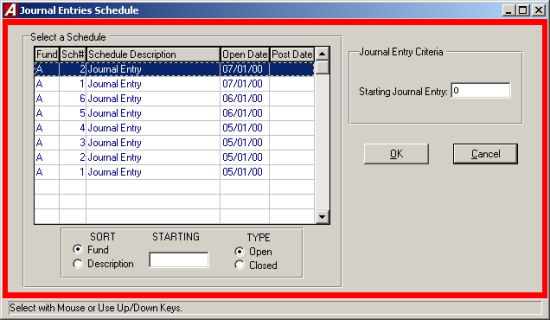 Journal Entries Schedule
Select a Schedule
Fund Sch# Schedule Description Open Date Post Date
A 2 Journal Entry 07/01/00
A 1 Journal Entry 07/01/00
A 6 Journal Entry 06/01/00
A 5 Journal Entry 06/01/00
A 4 Journal Entry 05/01/00
A 3 Journal Entry 05/01/00
A 2 Journal Entry 05/01/00
A 1 Journal Entry 05/01/00
SORT STARTING TYPE
Fund Open
Description Closed
Journal Entry Criteria
Starting Journal Entry: 0
OK Cancel
Select with Mouse or Use Up/Down Keys.